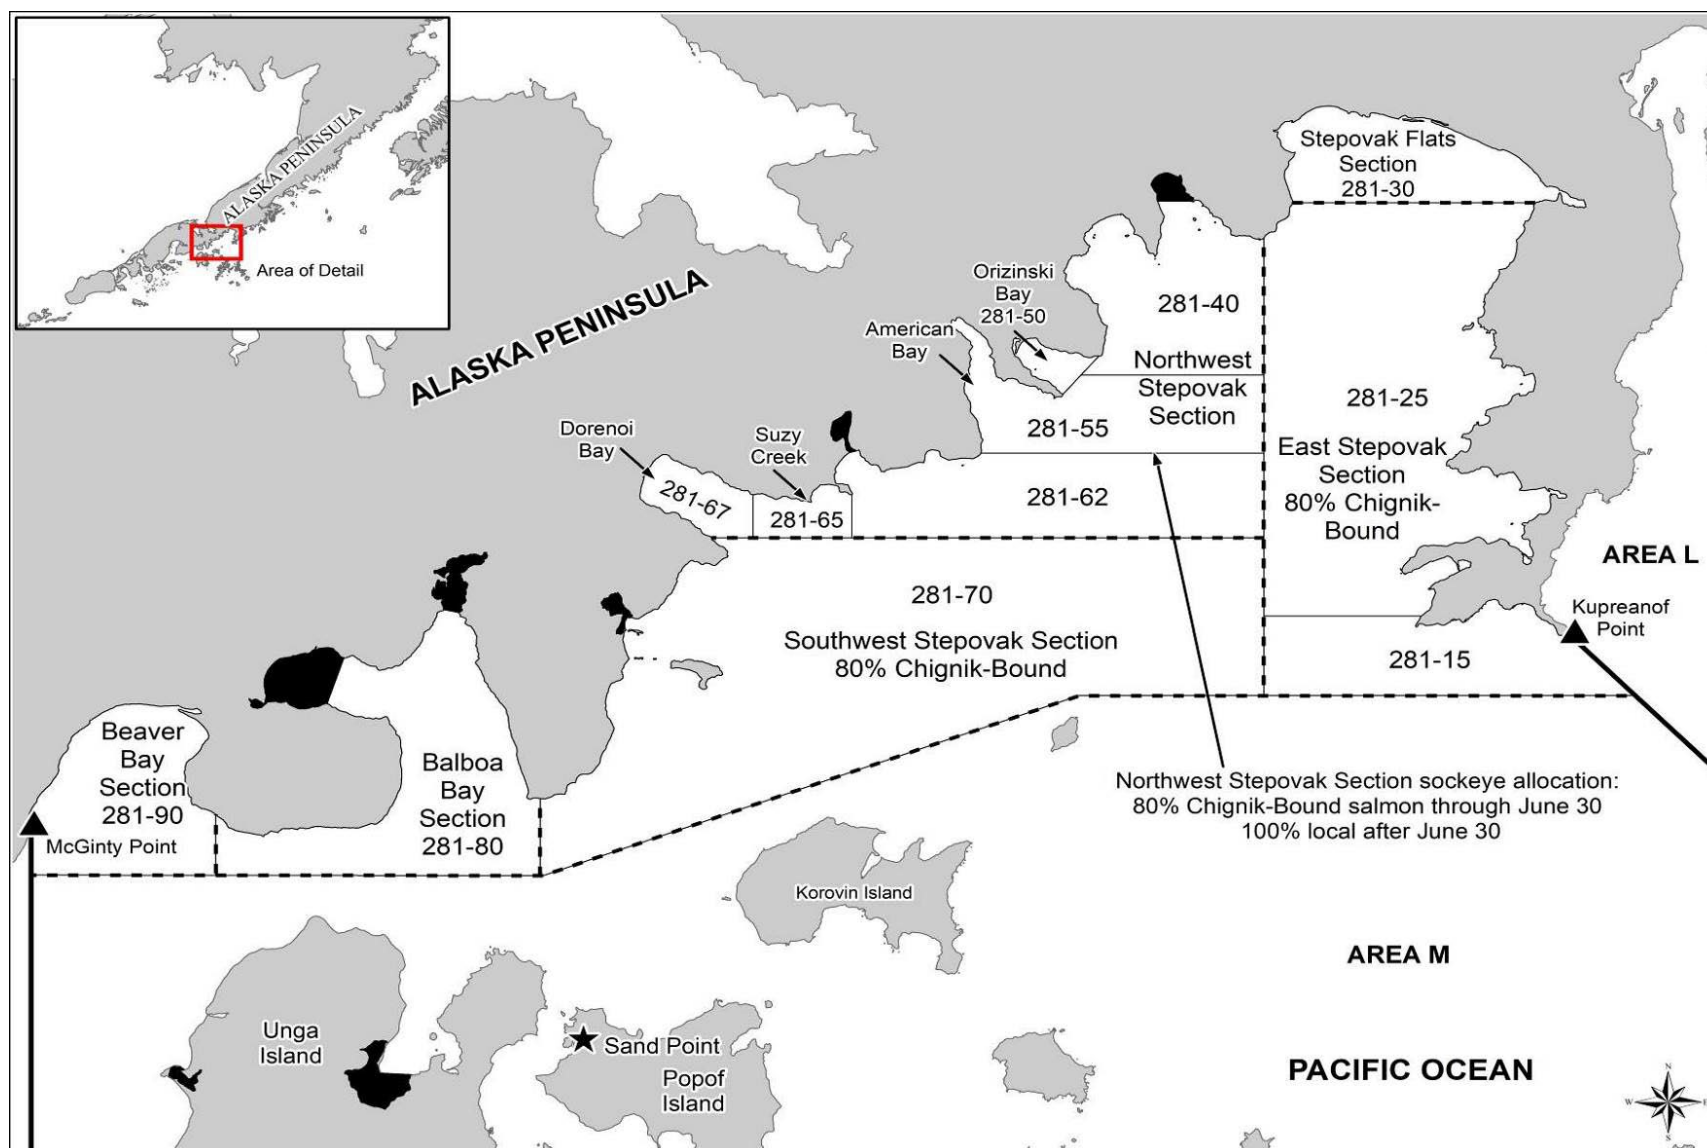 ALASKA PENINSULA
Area of Detail
ALASKA PENINSULA
Stepovak Flats
Section
281-30
Orizinski
Bay
281-50
281-40
American
Bay
Northwest
Stepovak
Section
281-55
281-25
East Stepovak
Section
80% Chignik-
Bound
Dorenoi
Bay
Suzy
Creek
281-67
281-65
281-62
AREA L
Kupreanof
Point
281-70
Southwest Stepovak Section
80% Chignik-Bound
281-15
Beaver
Bay
Section
281-90
McGinty Point
Balboa
Bay
Section
281-80
Northwest Stepovak Section sockeye allocation:
80% Chignik-Bound salmon through June 30
100% local after June 30
Korovin Island
AREA M
Unga
Island
Sand Point
Popof
Island
PACIFIC OCEAN
N
W
E
S